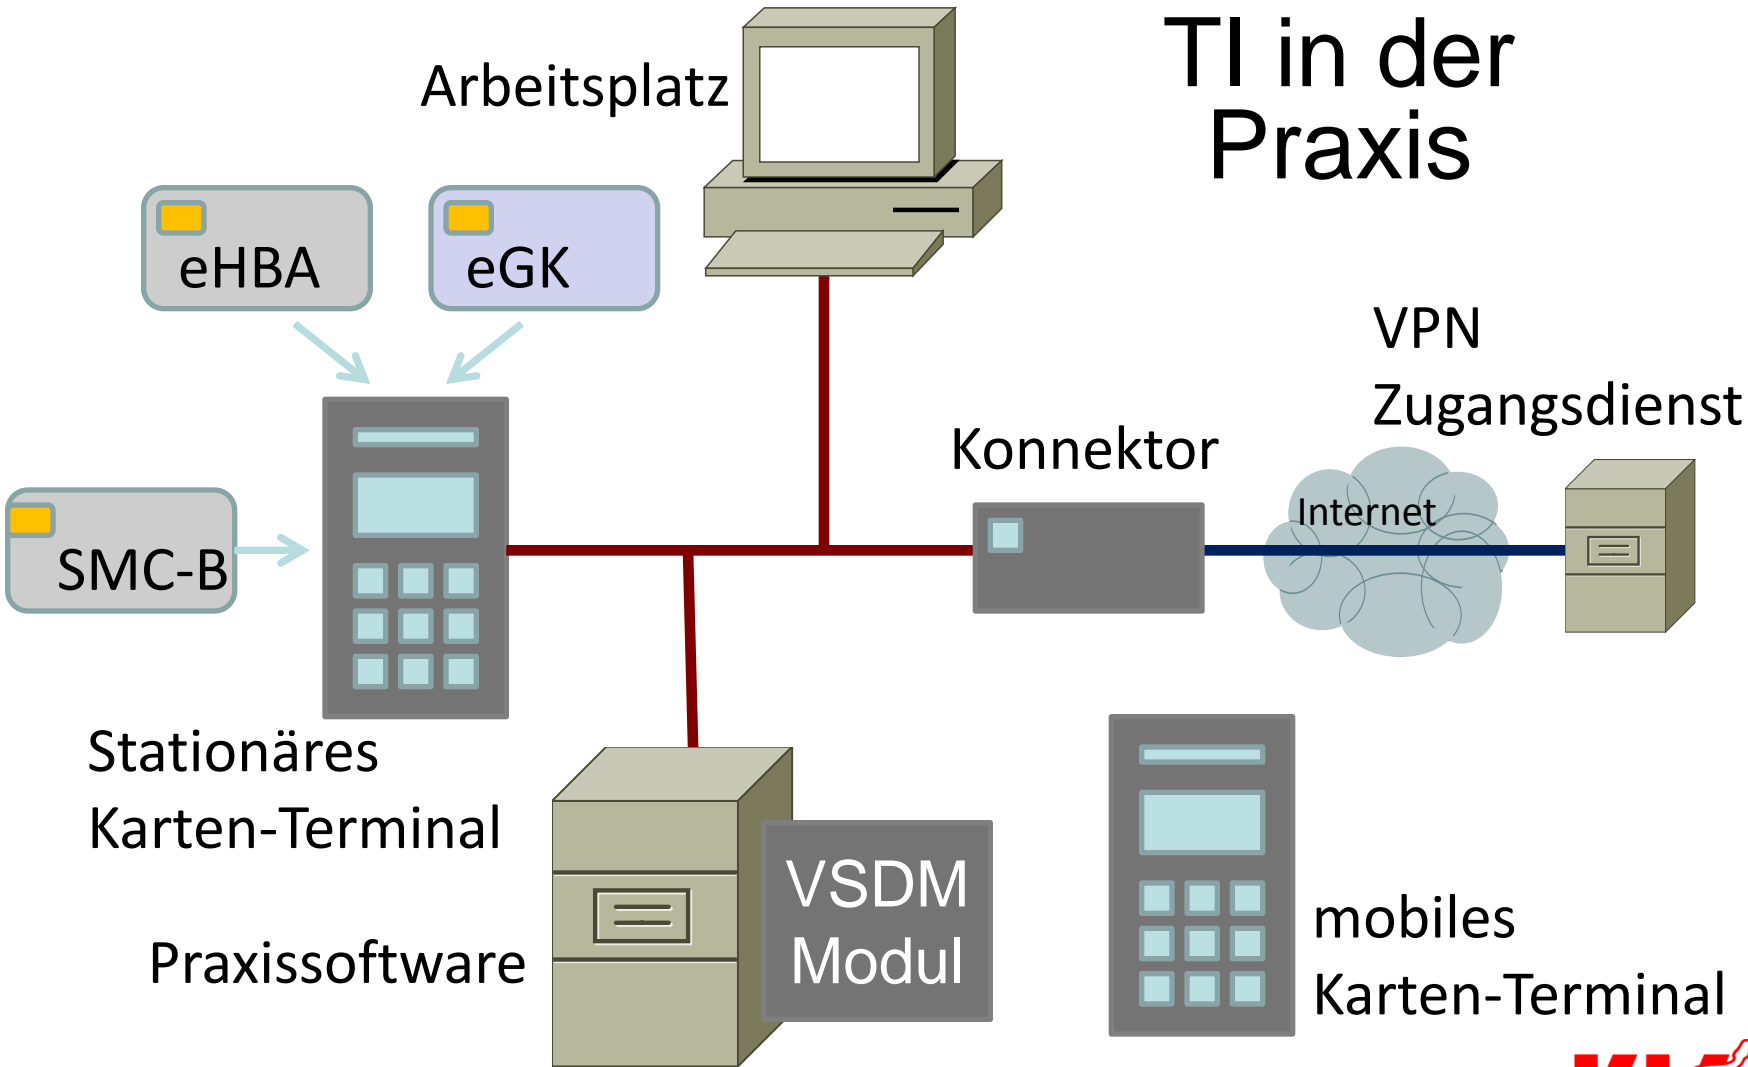 TI in der
Praxis
Arbeitsplatz
eHBA
eGK
VPN
Zugangsdienst
Konnektor
Internet
SMC-B
Stationäres
Karten-Terminal
VSDM
Modul
Praxissoftware
mobiles
Karten-Terminal